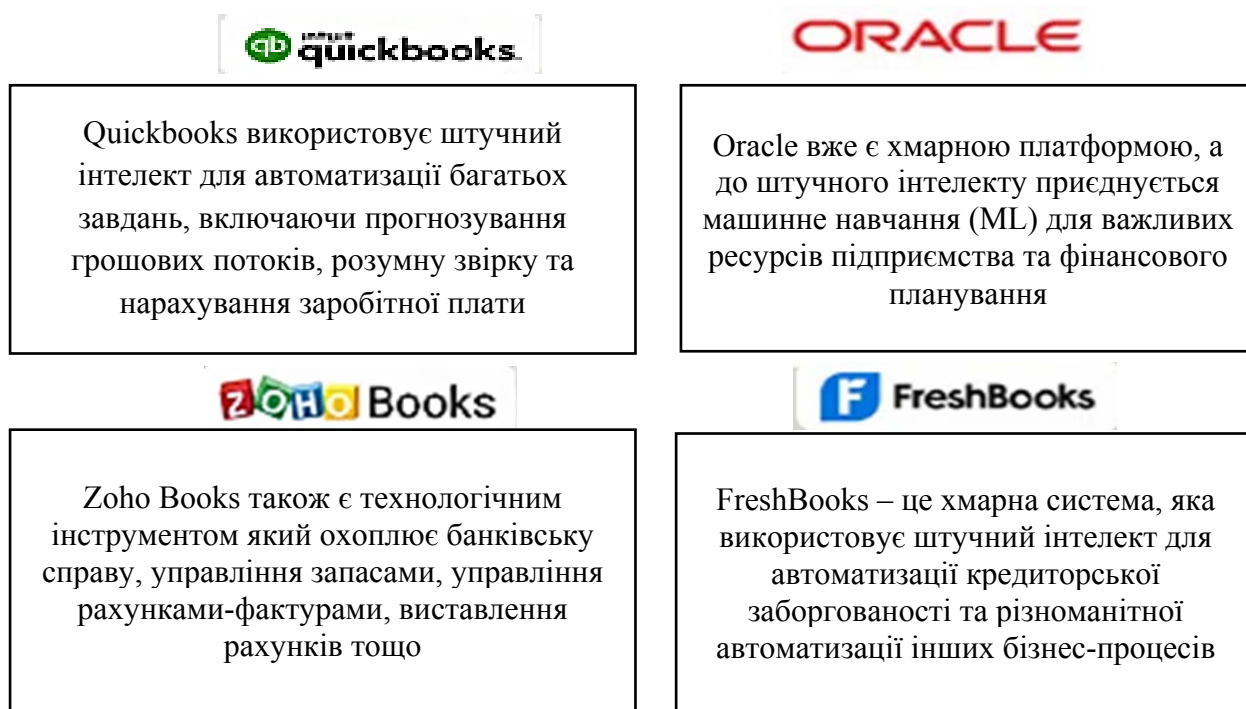 intuit
quickbooks.
Quickbooks використовує штучний
інтелект для автоматизації багатьох
завдань, включаючи прогнозування
грошових потоків, розумну звірку та
нарахування заробітної плати
ORACLE
Oracle вже є хмарною платформою, а
до штучного інтелекту приєднується
машинне навчання (ML) для важливих
ресурсів підприємства та фінансового
планування
ZOHO Books
Zoho Books також є технологічним
інструментом який охоплює банківську
справу, управління запасами, управління
рахунками-фактурами, виставлення
рахунків тощо
FreshBooks
FreshBooks – це хмарна система, яка
використовує штучний інтелект для
автоматизації кредиторської
заборгованості та різноманітної
автоматизації інших бізнес-процесів